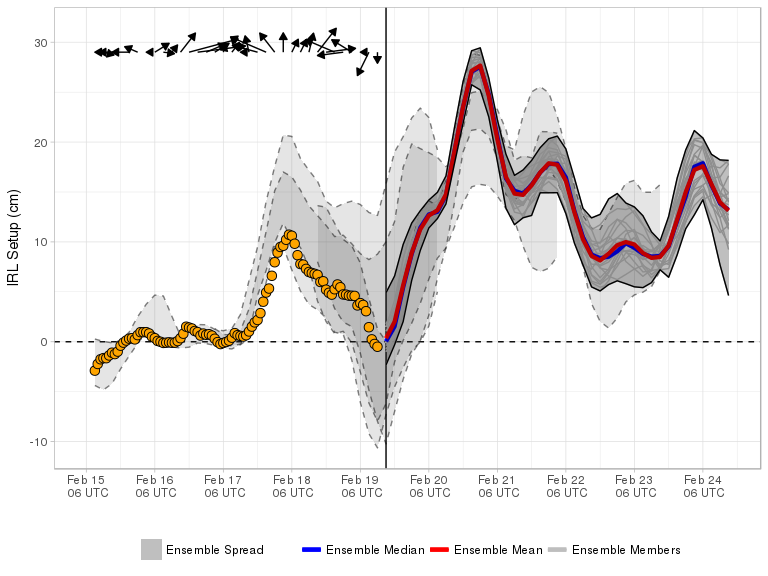 IRL Setup (cm)
30
20
10
0
-10
Feb 15 Feb 16 Feb 17 Feb 18 Feb 19 Feb 20 Feb 21 Feb 22 Feb 23 Feb 24
06 UTC 06 UTC 06 UTC 06 UTC 06 UTC 06 UTC 06 UTC 06 UTC 06 UTC 06 UTC
Ensemble Spread Ensemble Median Ensemble Mean Ensemble Members